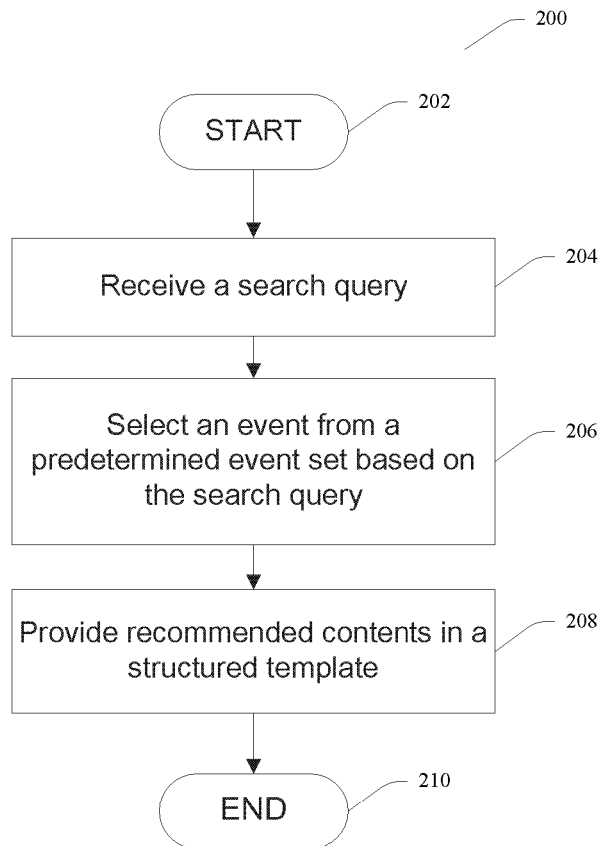 200
START
202
Receive a search query
204
Select an event from a
predetermined event set based on
the search query
206
Provide recommended contents in a
structured template
208
END
210